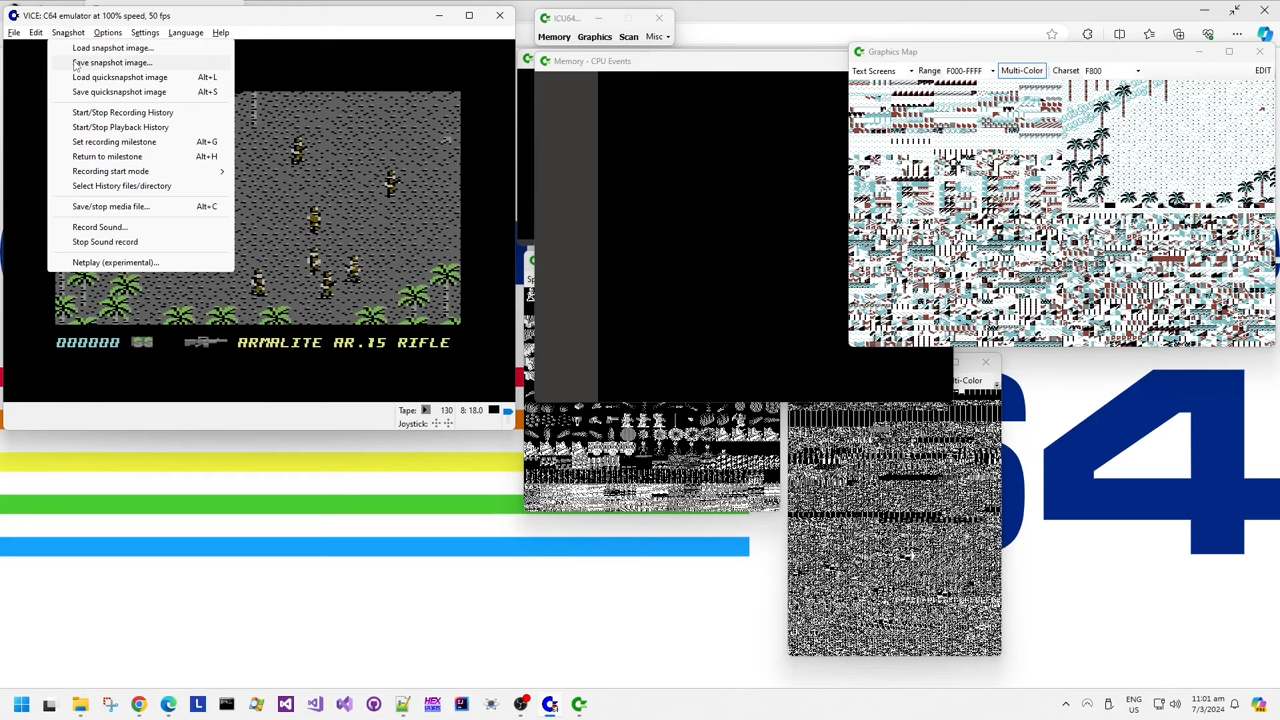 VICE: C64 emulator at 100% speed, 50 fps
File Edit Snapshot Options Settings Language Help
Load snapshot image...
Save snapshot image...
Load quicksnapshot image Alt+L
Save quicksnapshot image Alt+S
Start/Stop Recording History
Start/Stop Playback History
Set recording milestone Alt+G
Return to milestone Alt+H
Recording start mode
Select History files/directory
Save/stop media file... Alt+C
Record Sound...
Stop Sound record
Netplay (experimental)...
000000 ARMALITE AR.15 RIFLE
Tape: 130 8: 18.0
Joystick:
ICU64...
Memory Graphics Scan Misc
Memory - CPU Events
Graphics Map
Text Screens Range F000-FFFF Multi-Color Charset F800 EDIT
lti-Color
64
ENG
US
11:01 am
7/3/2024